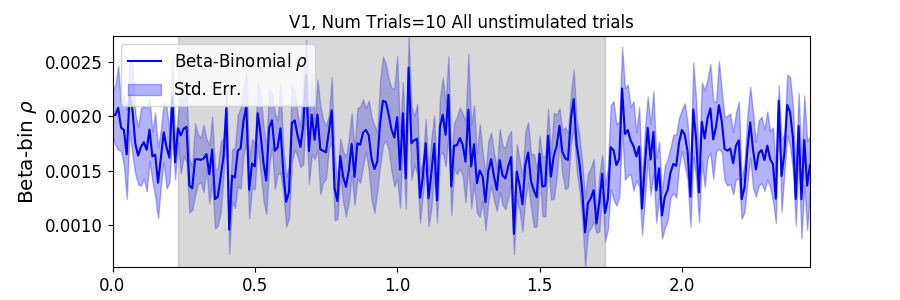 V1, Num Trials=10 All unstimulated trials
Beta-bin ρ
0.0025
0.0020
0.0015
0.0010
Beta-Binomial ρ
Std. Err.
0.0
0.5
1.0
1.5
2.0